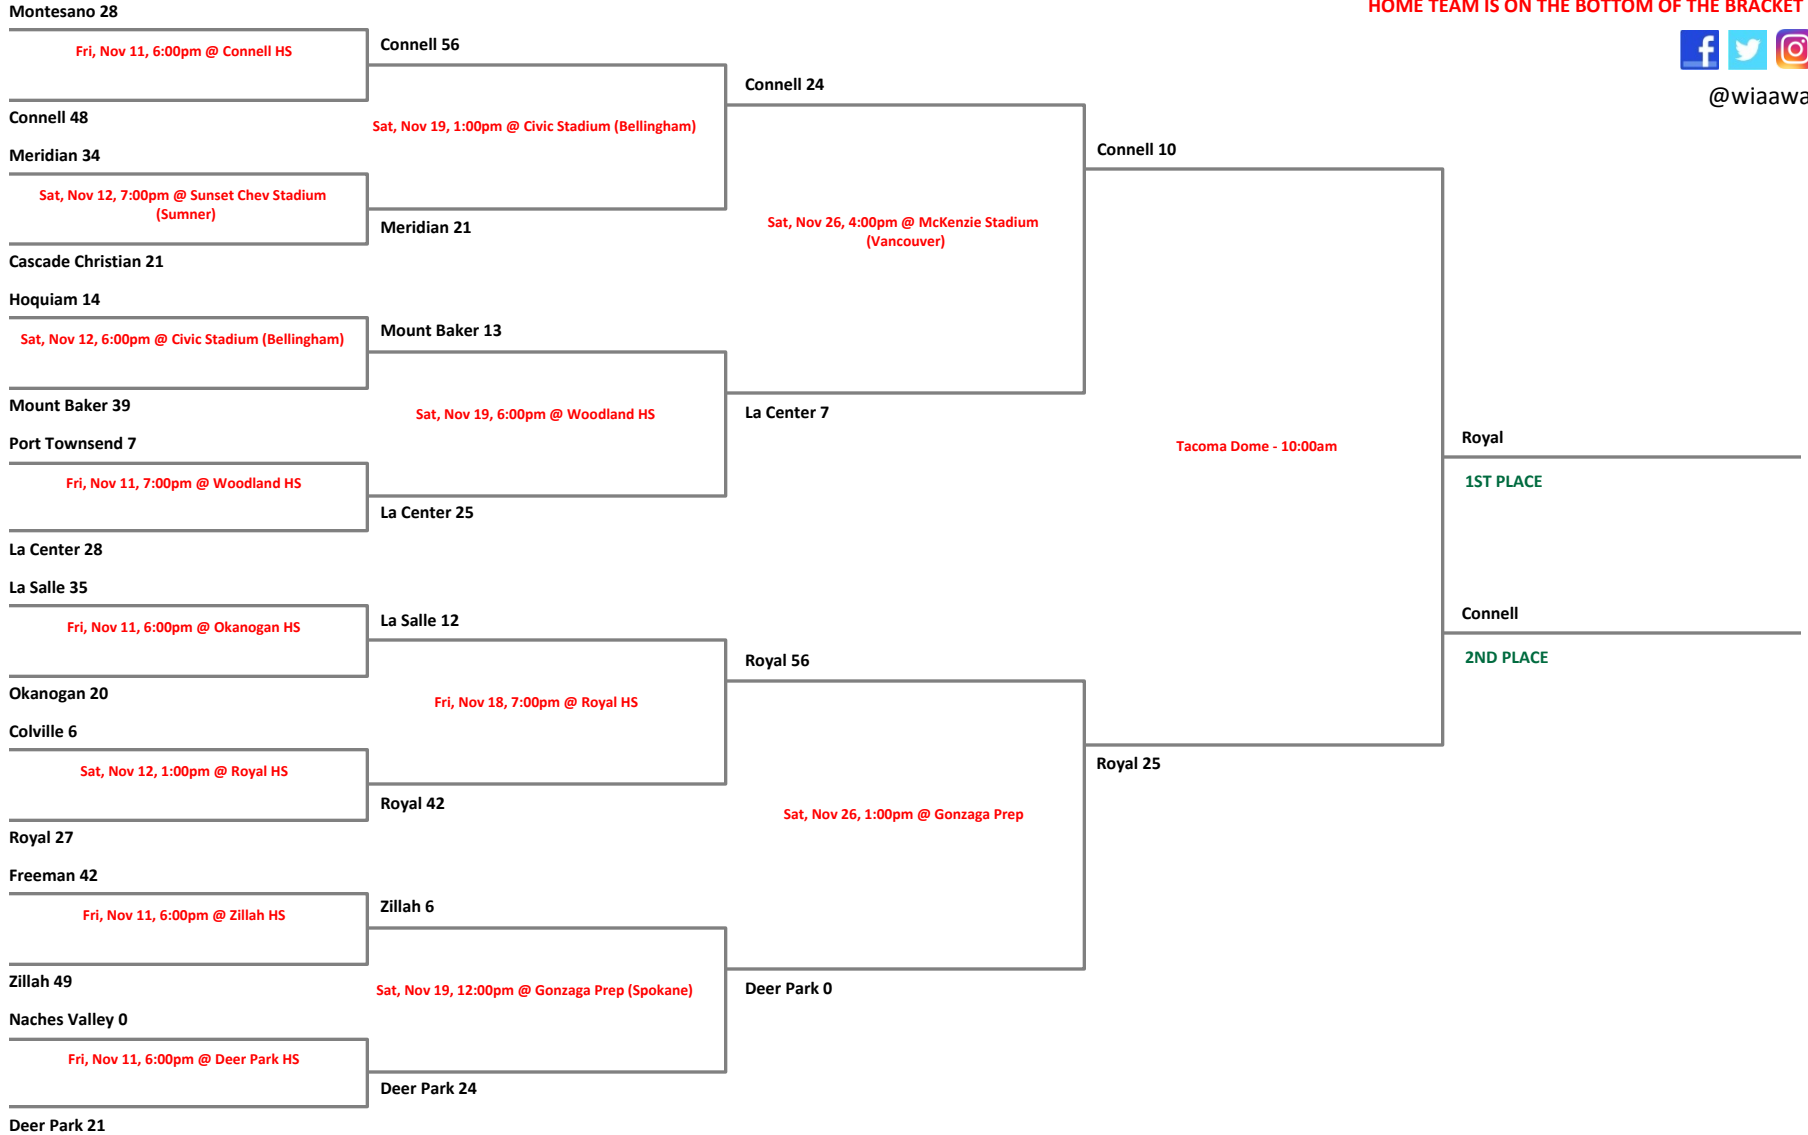 HOME TEAM IS ON THE BOTTOM OF THE BRACKET
@wiaawa
Montesano 28
Fri, Nov 11, 6:00pm @ Connell HS
Connell 48
Meridian 34
Sat, Nov 12, 7:00pm @ Sunset Chev Stadium
(Sumner)
Cascade Christian 21
Hoquiam 14
Sat, Nov 12, 6:00pm @ Civic Stadium (Bellingham)
Mount Baker 39
Port Townsend 7
Fri, Nov 11, 7:00pm @ Woodland HS
La Center 28
La Salle 35
Fri, Nov 11, 6:00pm @ Okanogan HS
Okanogan 20
Colville 6
Sat, Nov 12, 1:00pm @ Royal HS
Royal 27
Freeman 42
Fri, Nov 11, 6:00pm @ Zillah HS
Zillah 49
Naches Valley 0
Fri, Nov 11, 6:00pm @ Deer Park HS
Deer Park 21
Connell 56
Sat, Nov 19, 1:00pm @ Civic Stadium (Bellingham)
Meridian 21
Mount Baker 13
Sat, Nov 19, 6:00pm @ Woodland HS
La Center 25
La Salle 12
Fri, Nov 18, 7:00pm @ Royal HS
Royal 42
Zillah 6
Sat, Nov 19, 12:00pm @ Gonzaga Prep (Spokane)
Deer Park 24
Connell 24
Sat, Nov 26, 4:00pm @ McKenzie Stadium
(Vancouver)
La Center 7
Royal 56
Sat, Nov 26, 1:00pm @ Gonzaga Prep
Deer Park 0
Connell 10
Tacoma Dome - 10:00am
Royal 25
Royal
1ST PLACE
Connell
2ND PLACE